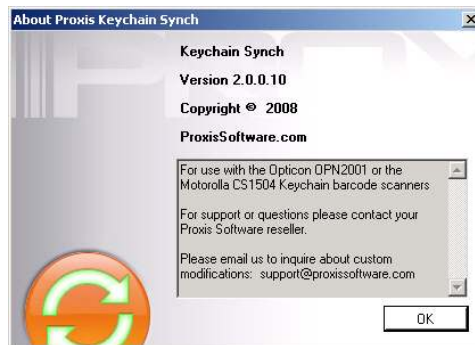 About Proxis Keychain Synch
Keychain Synch
Version 2.0.0.10
Copyright © 2008
ProxisSoftware.com
For use with the Opticon OPN2001 or the
Motorolla CS1504 Keychain barcode scanners
For support or questions please contact your
Proxis Software reseller.
Please email us to inquire about custom
modifications: support@proxissoftware.com
OK